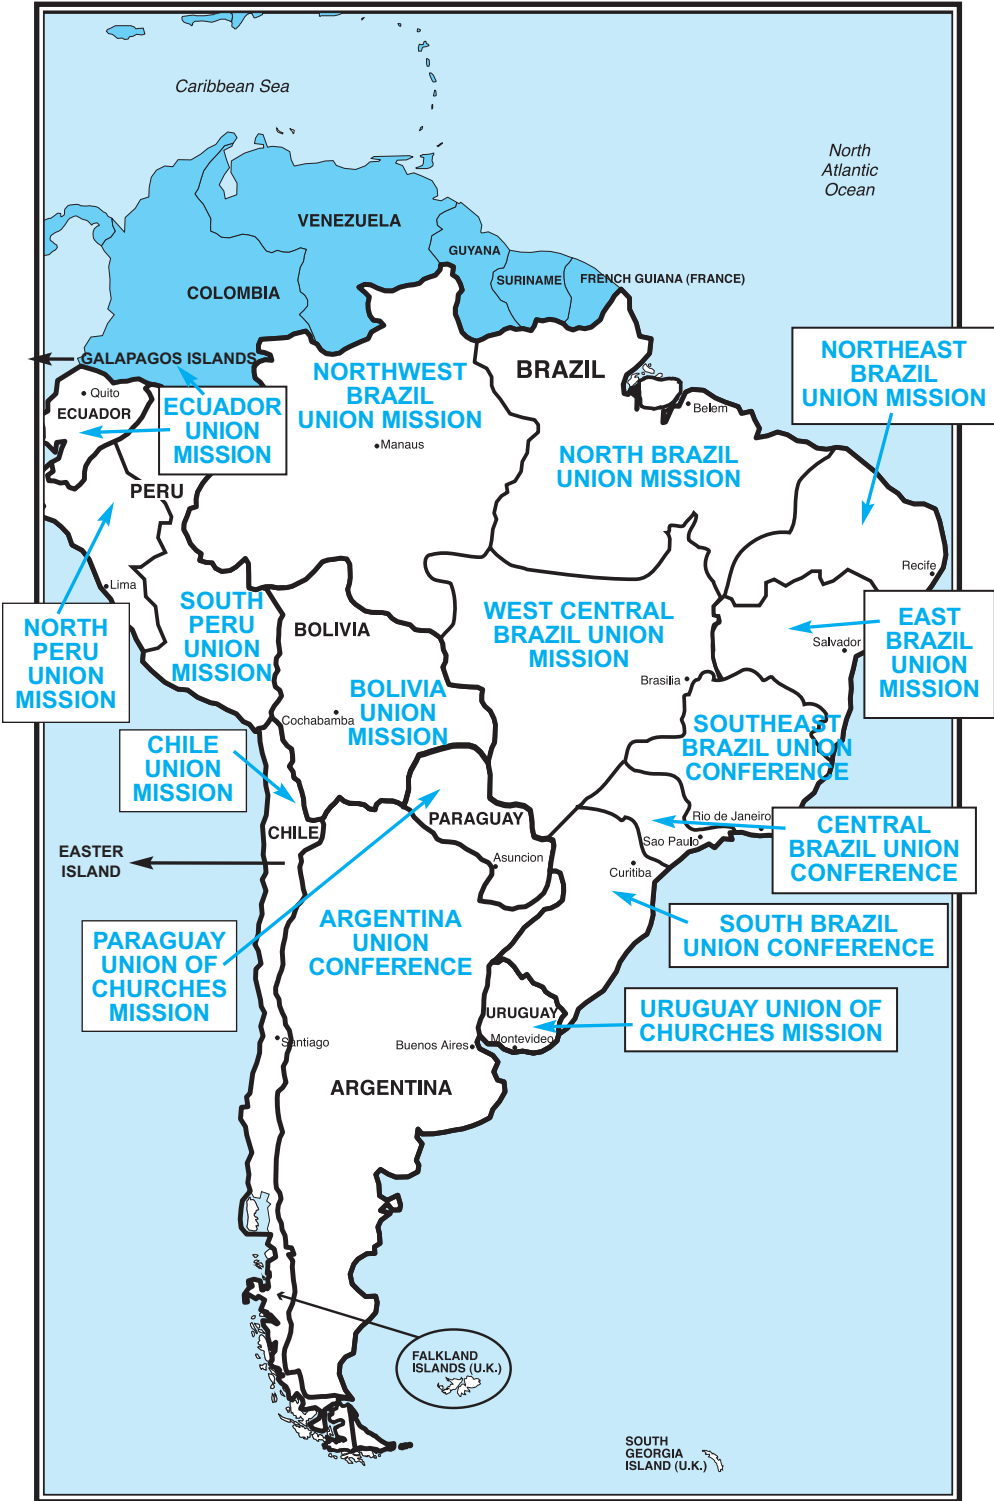 Caribbean Sea
North
Atlantic
Ocean
VENEZUELA
GUYANA
SURINAME
FRENCH GUIANA (FRANCE)
COLOMBIA
GALAPAGOS ISLANDS
Quito
ECUADOR
ECUADOR
UNION
MISSION
NORTHWEST
BRAZIL
UNION MISSION
Manaus
BRAZIL
NORTHEAST
BRAZIL
UNION MISSION
Belem
NORTH BRAZIL
UNION MISSION
PERU
Lima
Recife
NORTH
PERU
UNION
MISSION
SOUTH
PERU
UNION
MISSION
BOLIVIA
WEST CENTRAL
BRAZIL UNION
MISSION
EAST
BRAZIL
UNION
MISSION
Salvador
Brasilia
BOLIVIA
UNION
MISSION
Cochabamba
SOUTHEAST
BRAZIL UNION
CONFERENCE
CHILE
UNION
MISSION
CHILE
PARAGUAY
Rio de Janeiro
Sao Paulo
CENTRAL
BRAZIL UNION
CONFERENCE
EASTER
ISLAND
Asuncion
Curitiba
PARAGUAY
UNION OF
CHURCHES
MISSION
ARGENTINA
UNION
CONFERENCE
SOUTH BRAZIL
UNION CONFERENCE
URUGUAY
URUGUAY UNION OF
CHURCHES MISSION
Santiago
Buenos Aires
Montevideo
ARGENTINA
FALKLAND
ISLANDS (U.K.)
SOUTH
GEORGIA
ISLAND (U.K.)